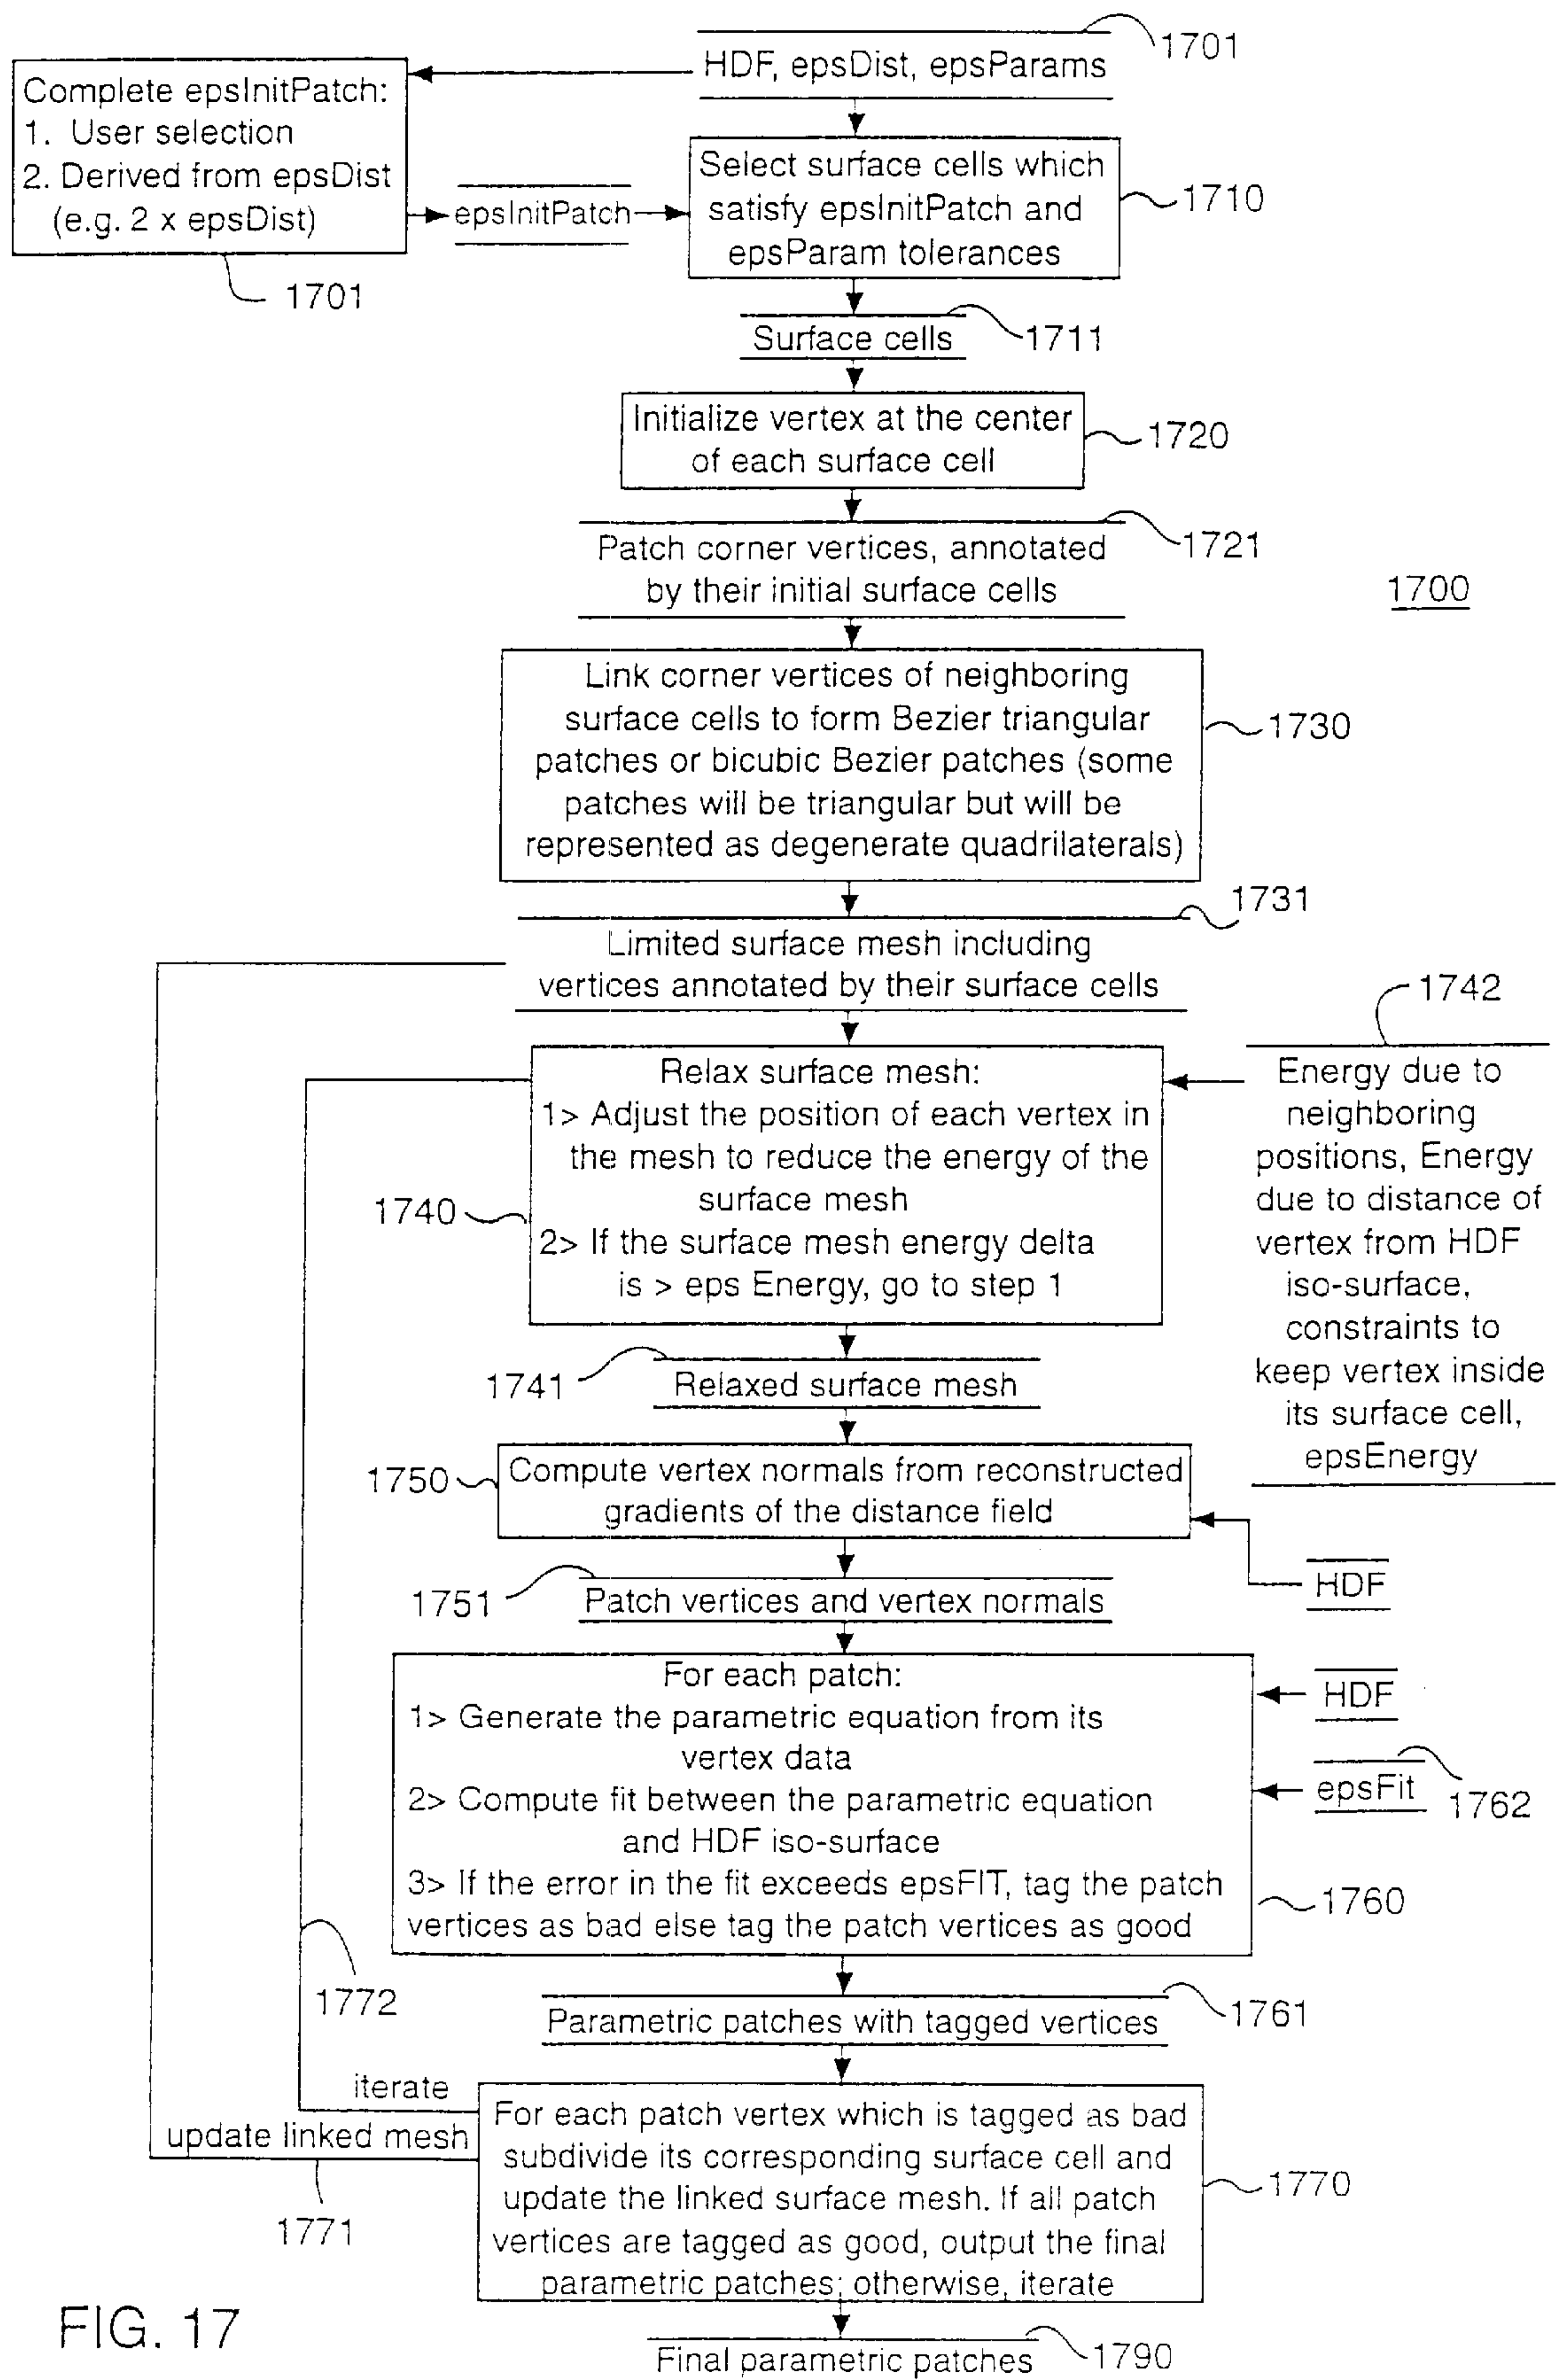 1701
HDF, epsDist, epsParams
Complete epsInitPatch:
1. User selection
2. Derived from epsDist
(e.g. 2 x epsDist)
1701
epsInitPatch
Select surface cells which
satisfy epsInitPatch and
epsParam tolerances
1710
Surface cells
1711
Initialize vertex at the center
of each surface cell
1720
Patch corner vertices, annotated
by their initial surface cells
1721
1700
Link corner vertices of neighboring
surface cells to form Bezier triangular
patches or bicubic Bezier patches (some
patches will be triangular but will be
represented as degenerate quadrilaterals)
1730
1731
Limited surface mesh including
vertices annotated by their surface cells
1742
Relax surface mesh:
1> Adjust the position of each vertex in
the mesh to reduce the energy of the
surface mesh
2> If the surface mesh energy delta
is > eps Energy, go to step 1
1740
Energy due to
neighboring
positions, Energy
due to distance of
vertex from HDF
iso-surface,
constraints to
keep vertex inside
its surface cell,
epsEnergy
1741
Relaxed surface mesh
1750
Compute vertex normals from reconstructed
gradients of the distance field
HDF
1751
Patch vertices and vertex normals
For each patch:
1> Generate the parametric equation from its
vertex data
2> Compute fit between the parametric equation
and HDF iso-surface
3> If the error in the fit exceeds epsFIT, tag the patch
vertices as bad else tag the patch vertices as good
HDF
epsFit
1762
1760
1772
Parametric patches with tagged vertices
1761
iterate
update linked mesh
1771
For each patch vertex which is tagged as bad
subdivide its corresponding surface cell and
update the linked surface mesh. If all patch
vertices are tagged as good, output the final
parametric patches; otherwise, iterate
1770
FIG. 17
Final parametric patches
1790